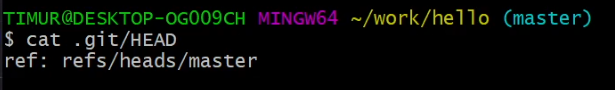 TIMUR@DESKTOP-OG009CH MINGW64 ~/work/hello (master)
$ cat .git/HEAD
ref: refs/heads/master